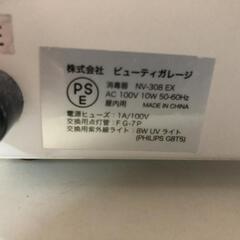 株式会社 ビューティガレージ
PS
E
消毒器 NV-308 EX
AC 100V 10W 50-60Hz
屋内用 MADE IN CHINA
電源ヒューズ：1A/100V
交換用点灯管：FG-7P
交換用紫外線ライト：8W UVライト
(PHILIPS G8T5)